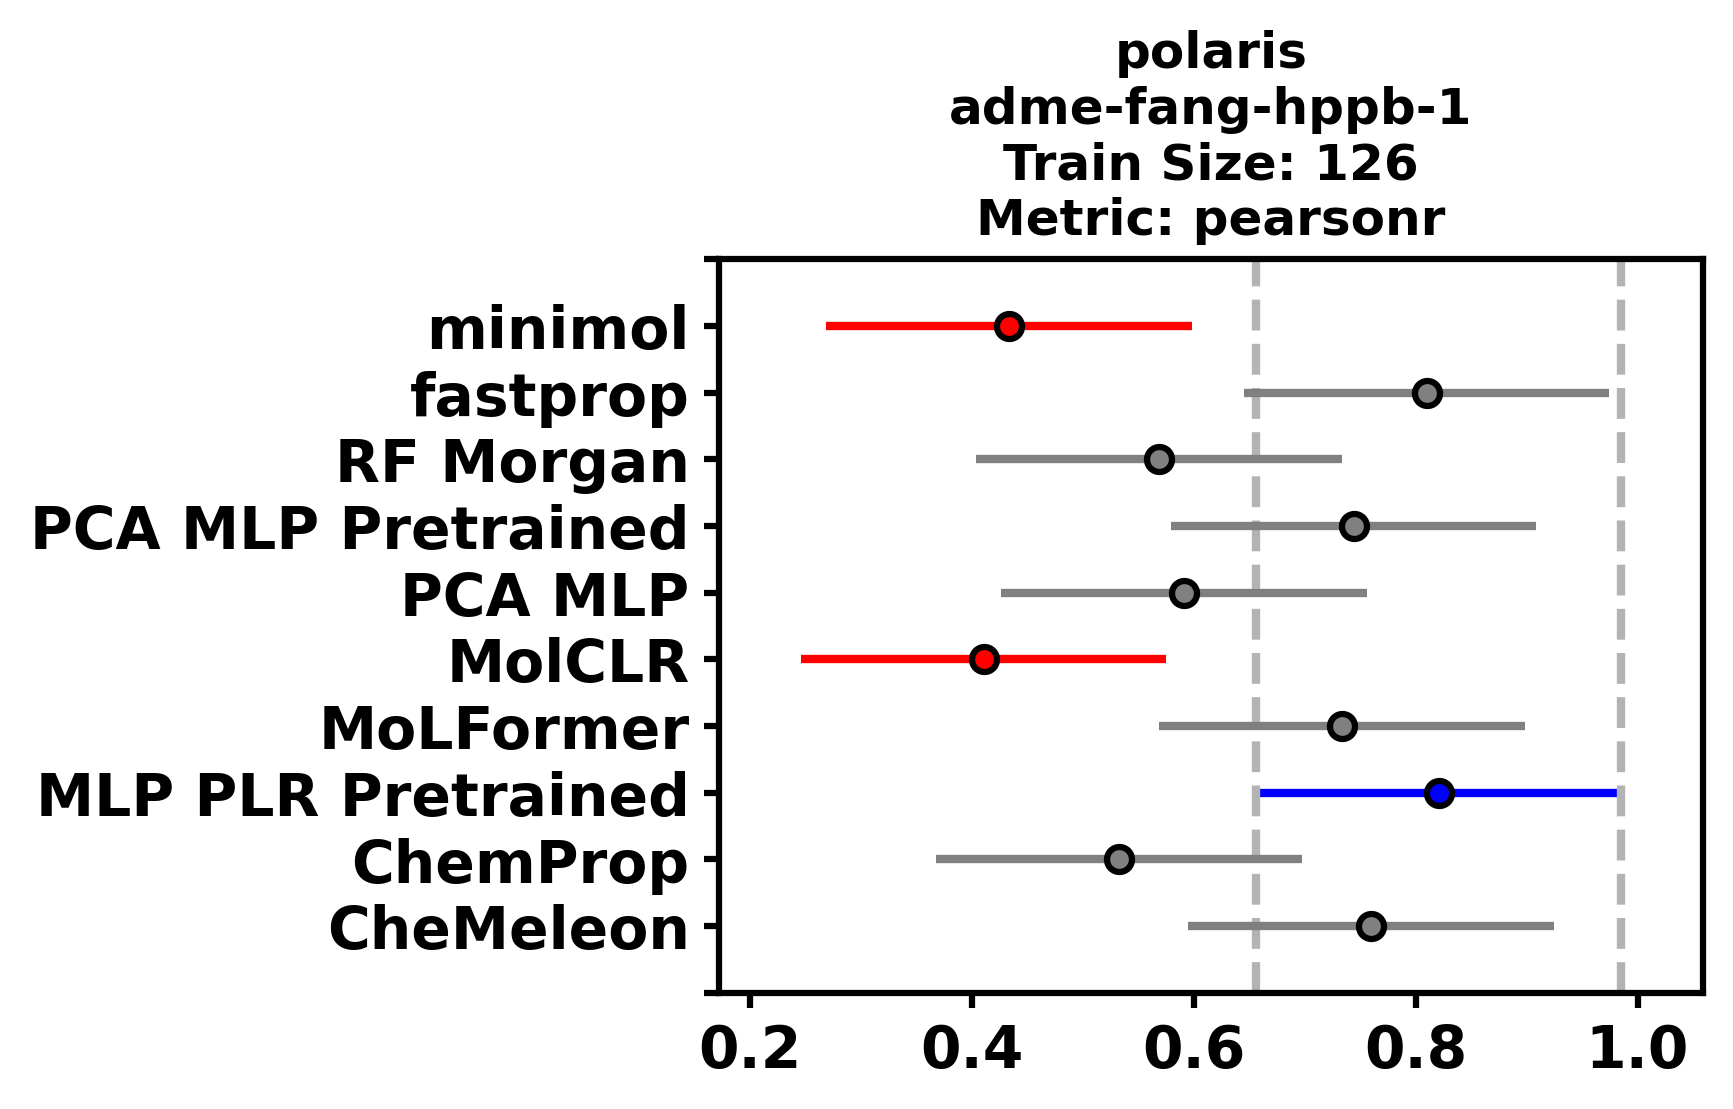 polaris
adme-fang-hppb-1
Train Size: 126
Metric: pearsonr
minimol
fastprop
RF Morgan
PCA MLP Pretrained
PCA MLP
MolCLR
MoLFormer
MLP PLR Pretrained
ChemProp
CheMeleon
0.2 0.4 0.6 0.8 1.0